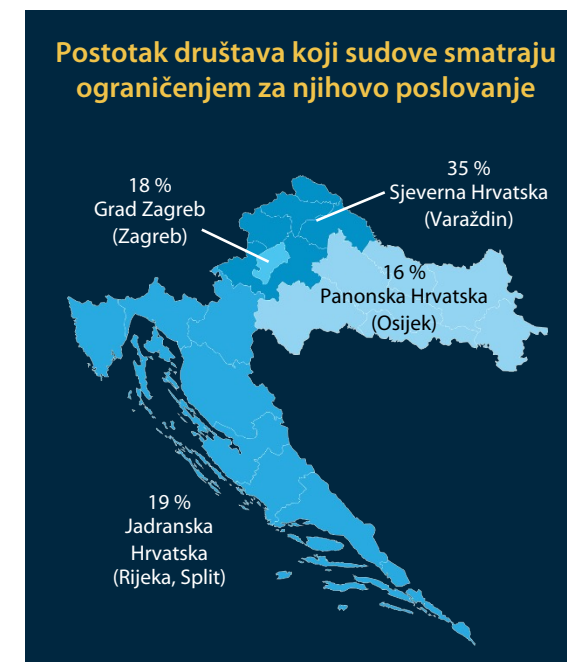 Postotak društava koji sudove smatraju
ograničenjem za njihovo poslovanje
35 %
Sjeverna Hrvatska
(Varaždin)
18 %
Grad Zagreb
(Zagreb)
16 %
Panonska Hrvatska
(Osijek)
19 %
Jadranska
Hrvatska
(Rijeka, Split)